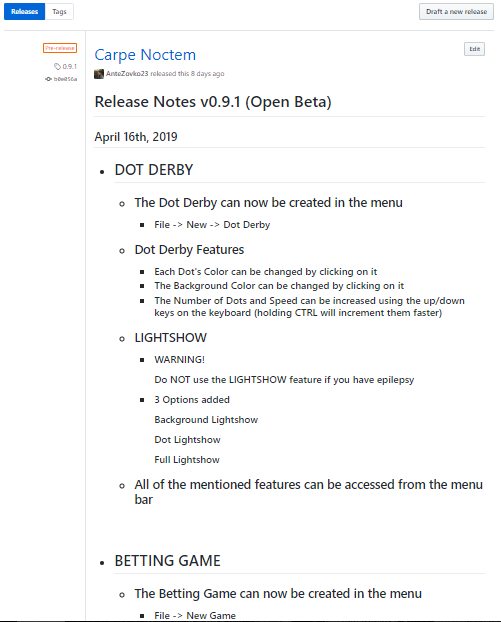 Releases Tags Draft a new release
Pre-release
0.9.1
b0e056a
Carpe Noctem
Edit
AnteZovko23 released this 8 days ago
Release Notes v0.9.1 (Open Beta)
April 16th, 2019
DOT DERBY
The Dot Derby can now be created in the menu
File -> New -> Dot Derby
Dot Derby Features
Each Dot's Color can be changed by clicking on it
The Background Color can be changed by clicking on it
The Number of Dots and Speed can be increased using the up/down
keys on the keyboard (holding CTRL will increment them faster)
LIGHTSHOW
WARNING!
Do NOT use the LIGHTSHOW feature if you have epilepsy
3 Options added
Background Lightshow
Dot Lightshow
Full Lightshow
All of the mentioned features can be accessed from the menu
bar
BETTING GAME
The Betting Game can now be created in the menu
File -> New Game